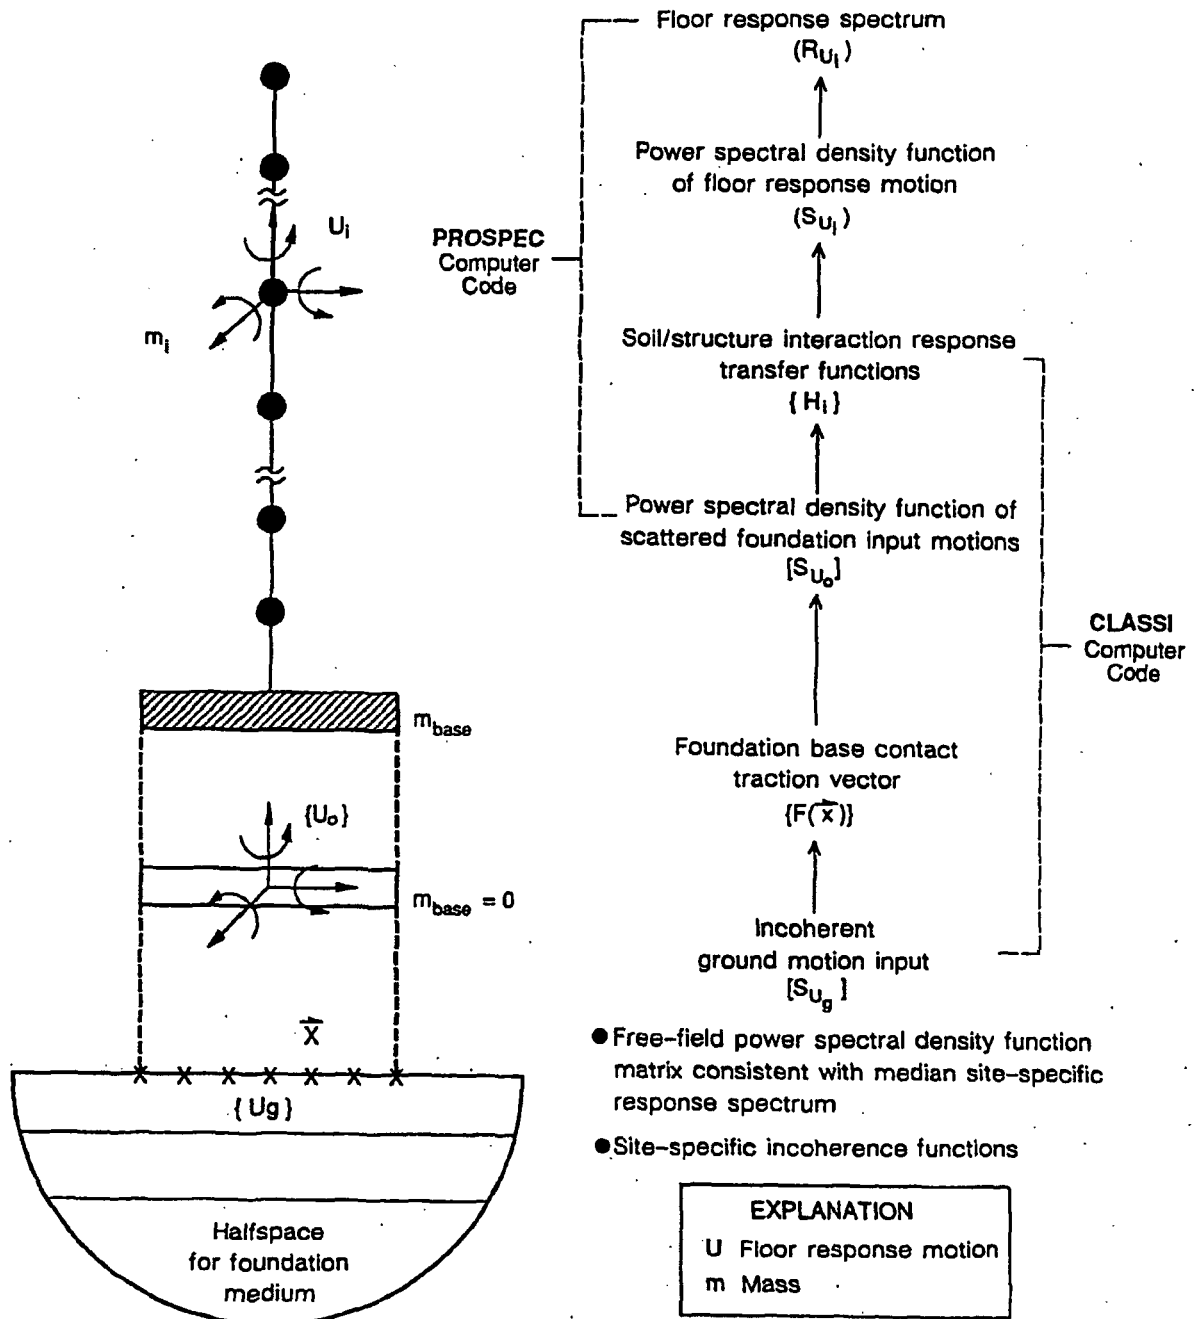 Floor response spectrum
(R_{U_i})
Power spectral density function
of floor response motion
(S_{U_i})
PROSPEC
Computer
Code
Soil/structure interaction response
transfer functions
{ H_i }
Power spectral density function of
scattered foundation input motions
[S_{U_o}]
CLASSI
Computer
Code
Foundation base contact
traction vector
{F(x)}
Incoherent
ground motion input
[S_{U_g}]
● Free-field power spectral density function
matrix consistent with median site-specific
response spectrum
● Site-specific incoherence functions
EXPLANATION
U Floor response motion
m Mass
U_i
m_i
m_base
{U_o}
m_base = 0
X
{ Ug }
Halfspace
for foundation
medium